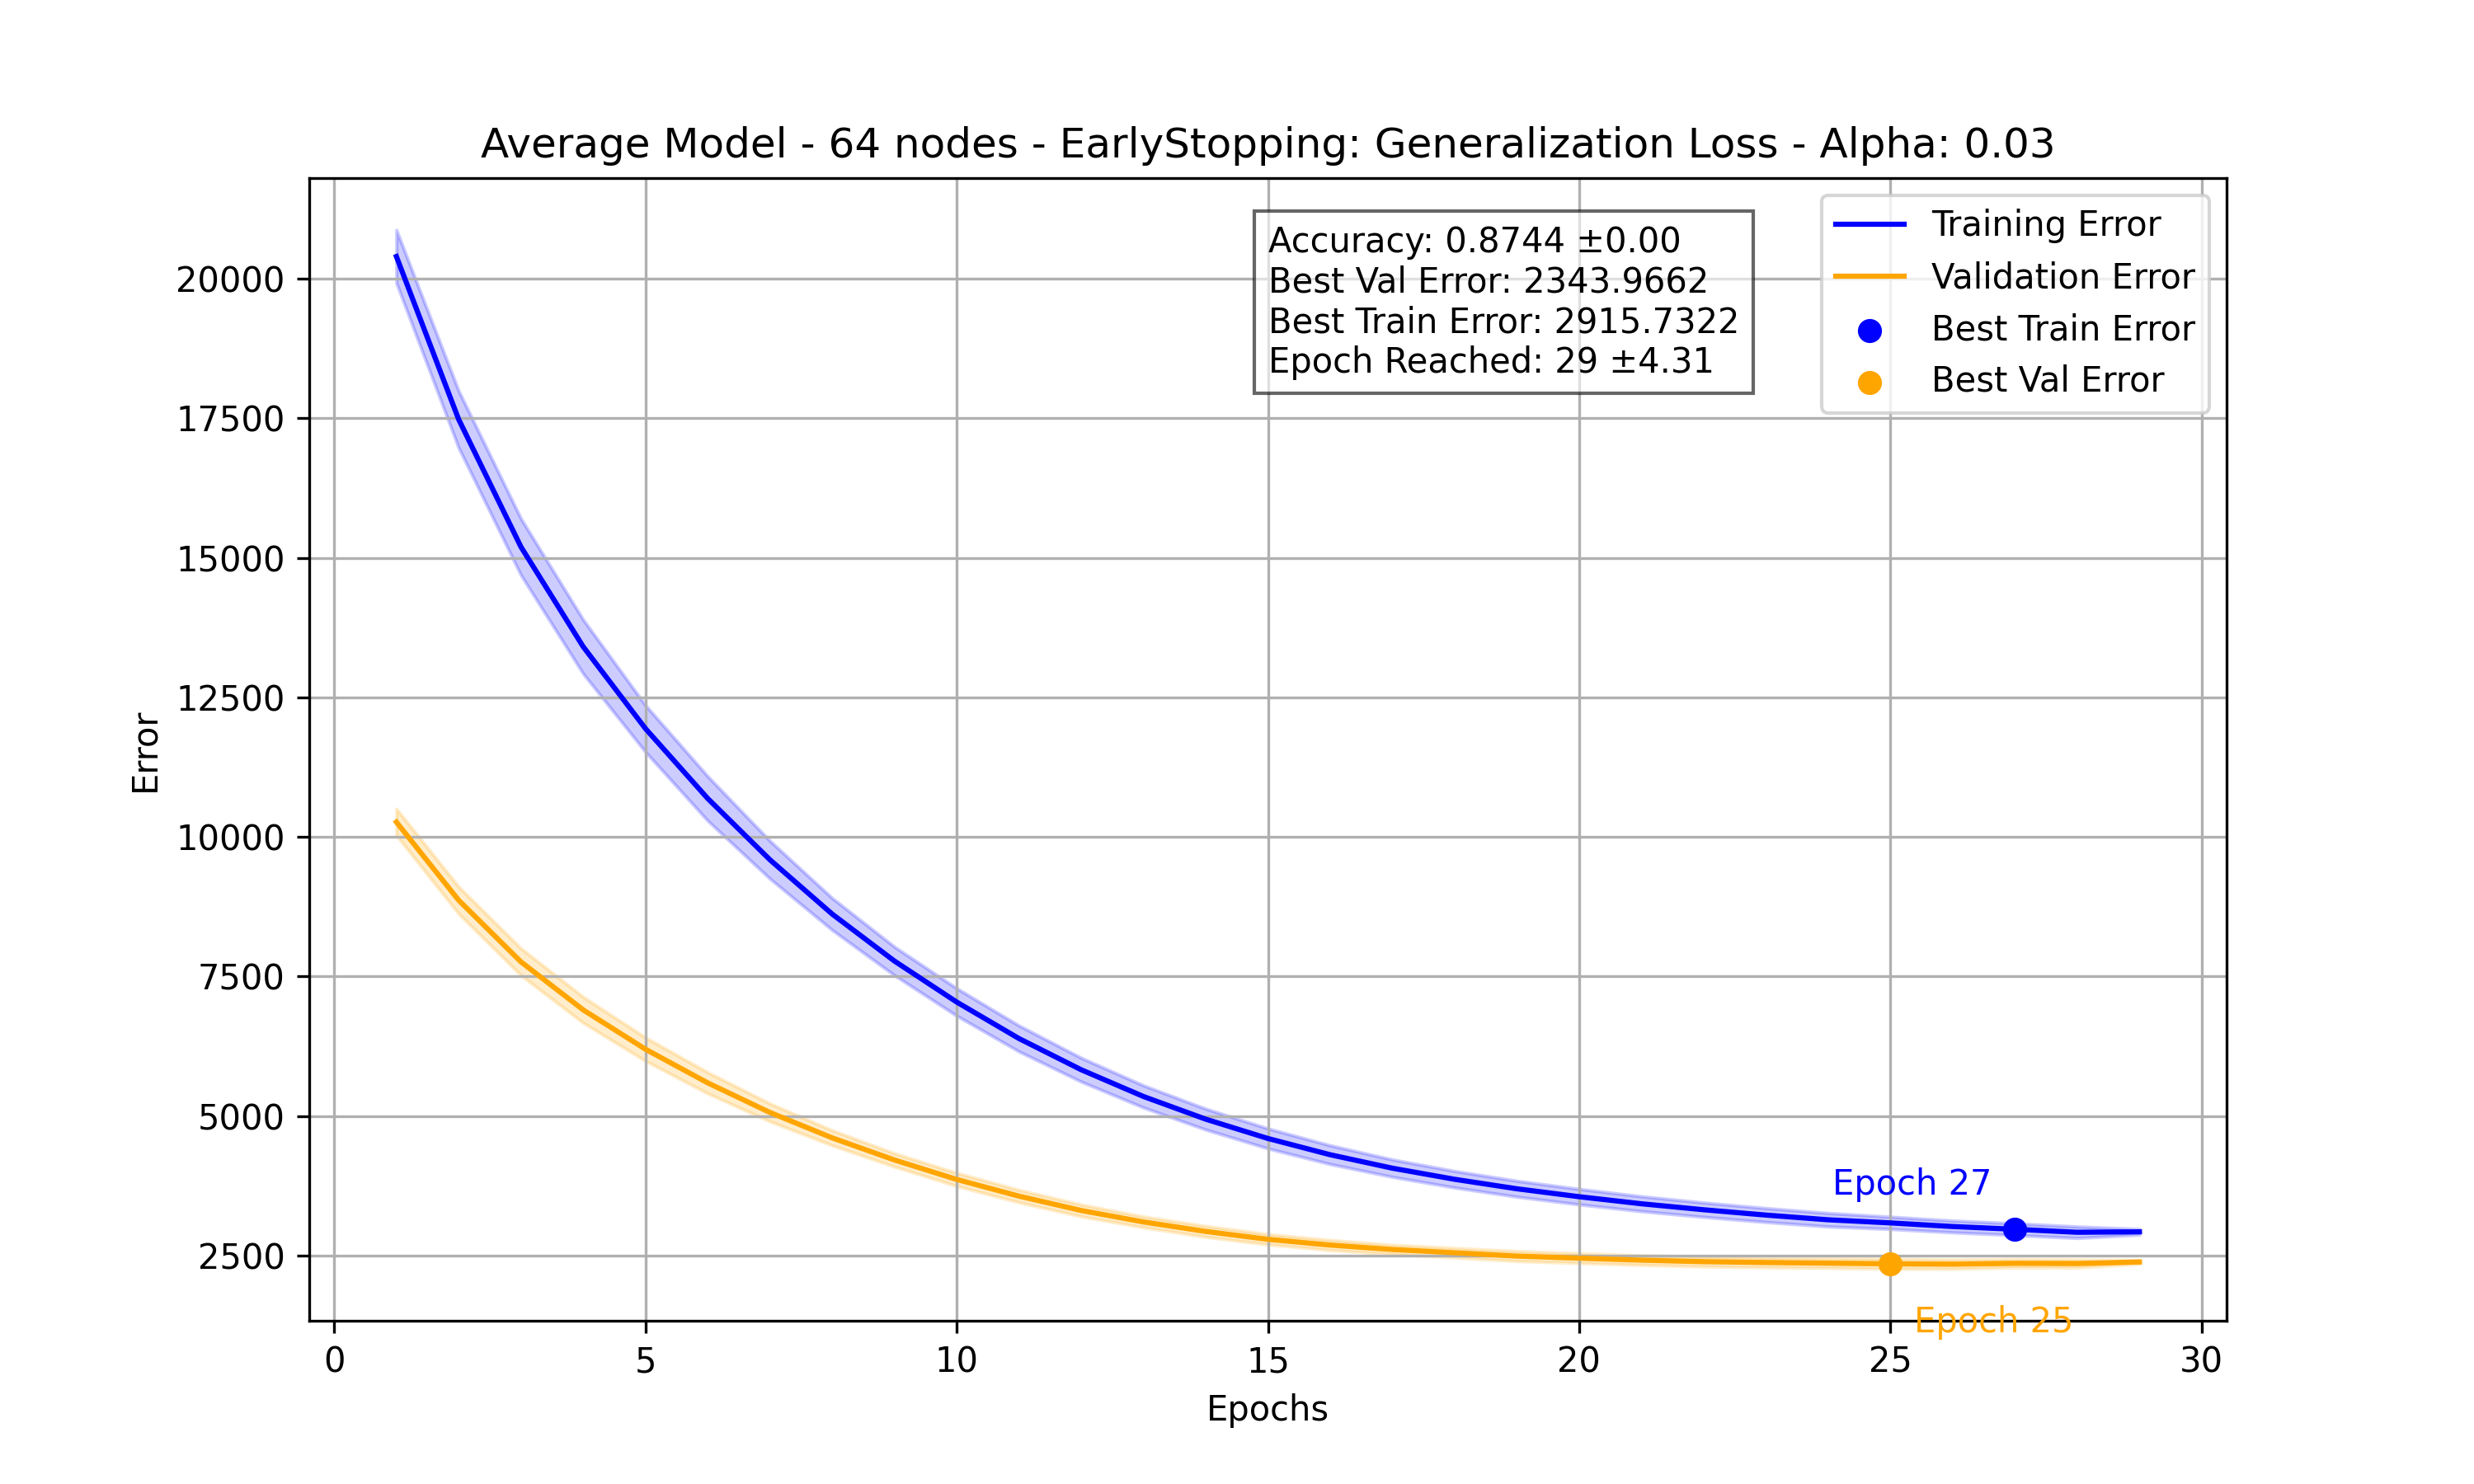 Average Model - 64 nodes - EarlyStopping: Generalization Loss - Alpha: 0.03
Accuracy: 0.8744 ±0.00
Best Val Error: 2343.9662
Best Train Error: 2915.7322
Epoch Reached: 29 ±4.31
Training Error
Validation Error
Best Train Error
Best Val Error
20000
17500
15000
12500
10000
7500
5000
2500
Error
Epoch 27
Epoch 25
0 5 10 15 20 25 30
Epochs